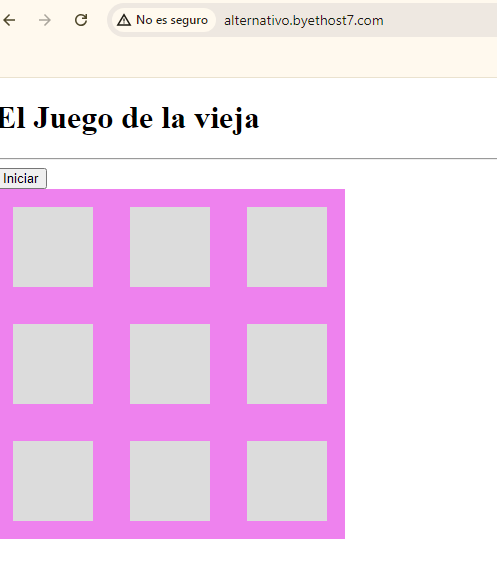 No es seguro alternativo.byethost7.com
El Juego de la vieja
Iniciar